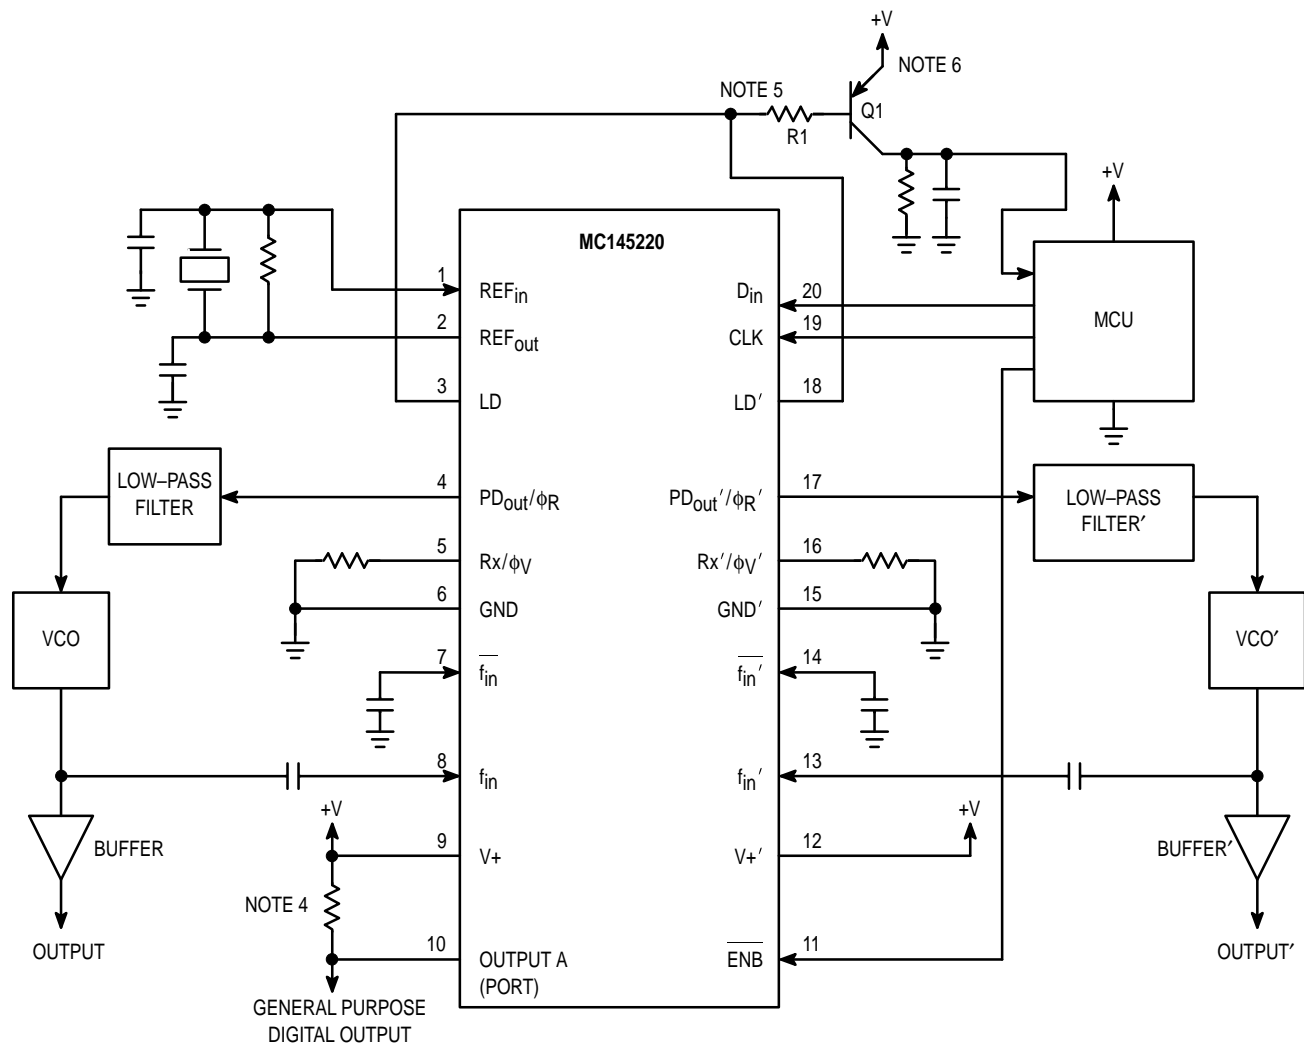 +V
NOTE 6
NOTE 5
Q1
R1
+V
MC145220
1
REFin
2
REFout
3
LD
Din
20
CLK
19
LD′
18
MCU
LOW–PASS
FILTER
4
PDout/ϕR
PDout′/ϕR′
17
LOW–PASS
FILTER′
5
Rx/ϕV
Rx′/ϕV′
16
6
GND
GND′
15
VCO
VCO′
7
f̅i̅n̅
f̅i̅n̅′
14
8
fin
fin′
13
+V
+V
BUFFER
9
V+
V+′
12
BUFFER′
NOTE 4
OUTPUT
10
OUTPUT A
(PORT)
E̅N̅B̅
11
OUTPUT′
GENERAL PURPOSE
DIGITAL OUTPUT